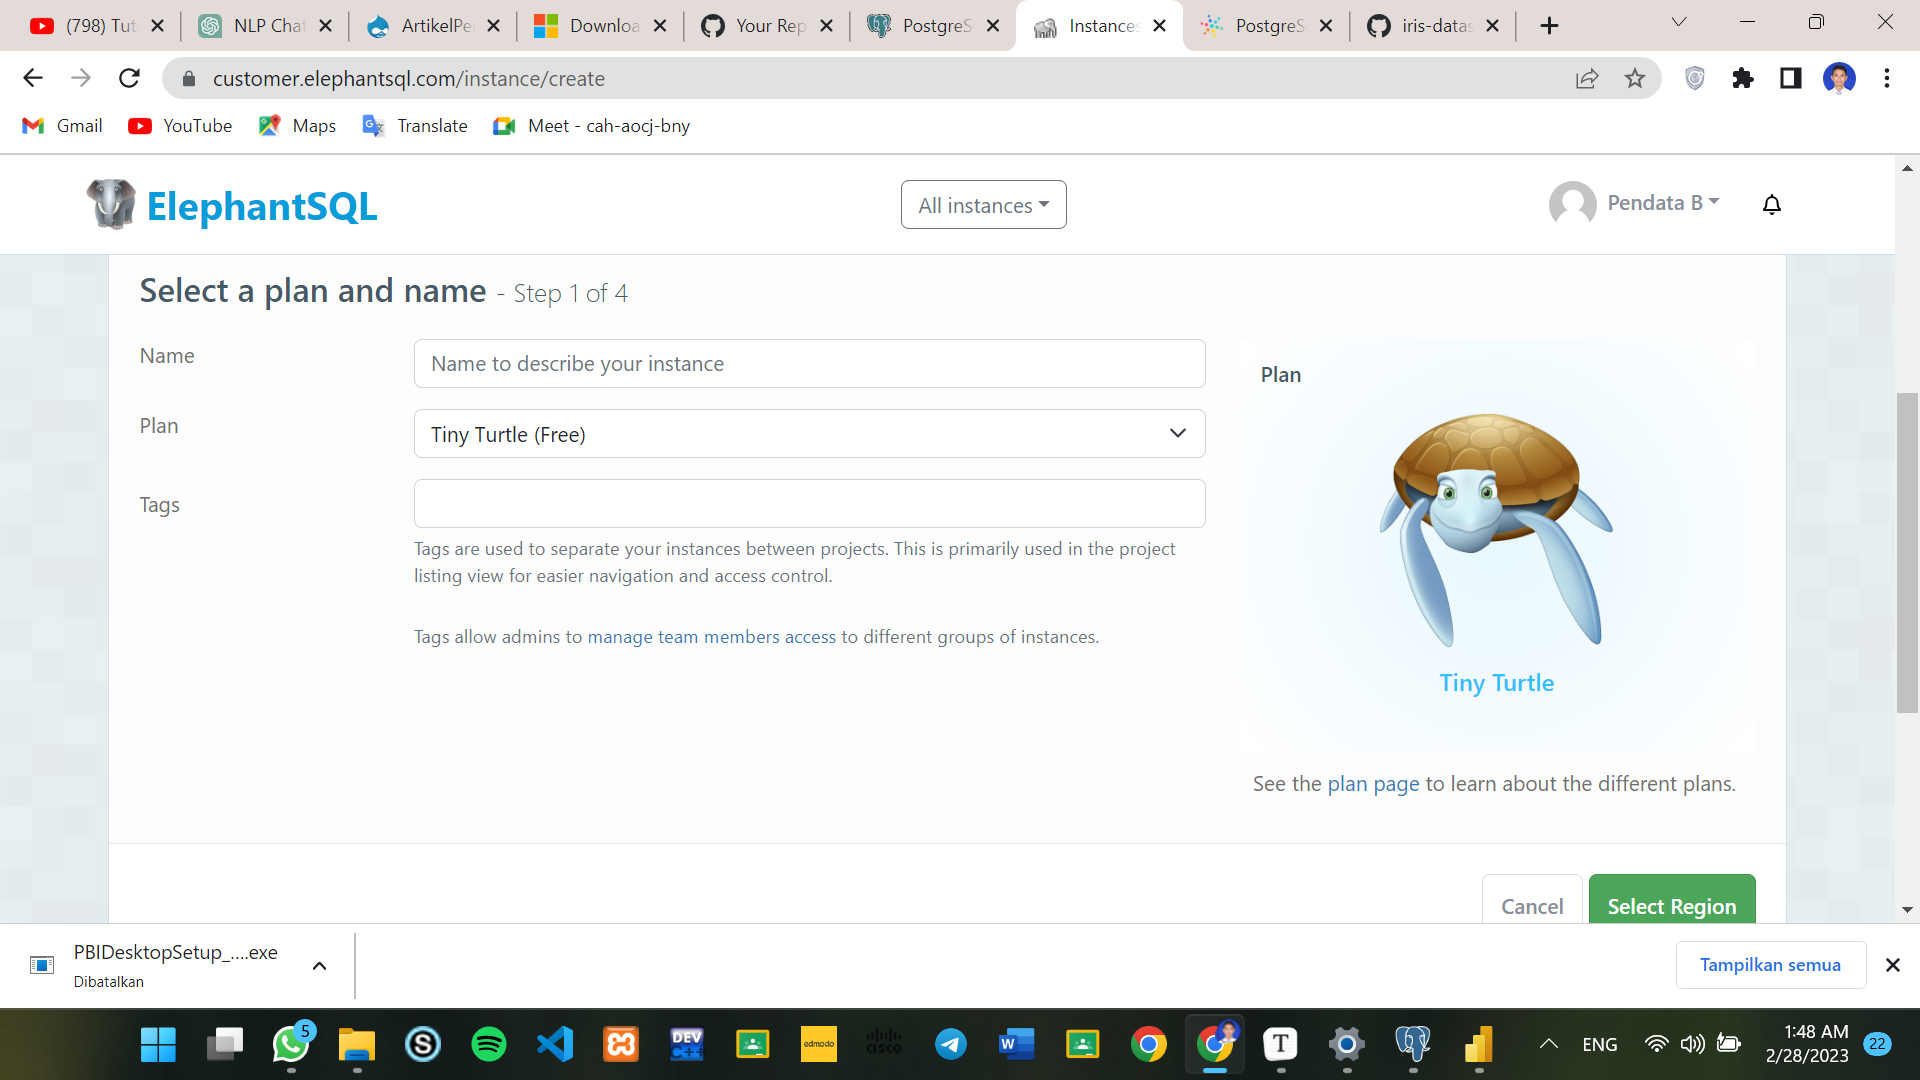 (798) Tut
NLP Chat
ArtikelPe
Downloa
Your Rep
PostgreS
Instances
PostgreS
iris-datas
customer.elephantsql.com/instance/create
Gmail
YouTube
Maps
Translate
Meet - cah-aocj-bny
ElephantSQL
All instances
Pendata B
Select a plan and name - Step 1 of 4
Name
Name to describe your instance
Plan
Tiny Turtle (Free)
Tags
Tags are used to separate your instances between projects. This is primarily used in the project
listing view for easier navigation and access control.
Tags allow admins to manage team members access to different groups of instances.
Plan
Tiny Turtle
See the plan page to learn about the different plans.
Cancel
Select Region
PBIDesktopSetup_....exe
Dibatalkan
Tampilkan semua
5
DEV
C++
edmodo
cisco
W
T
ENG
1:48 AM
2/28/2023
22